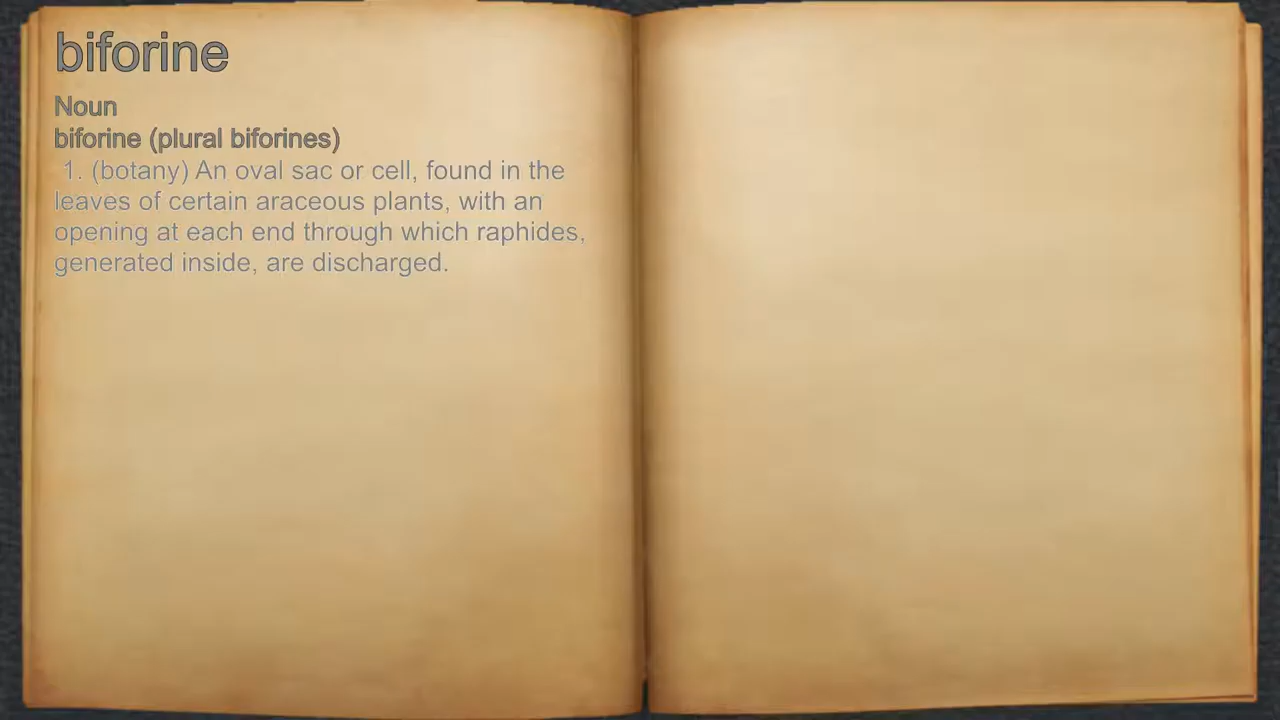 biforine
Noun
biforine (plural biforines)
1. (botany) An oval sac or cell, found in the
leaves of certain araceous plants, with an
opening at each end through which raphides,
generated inside, are discharged.